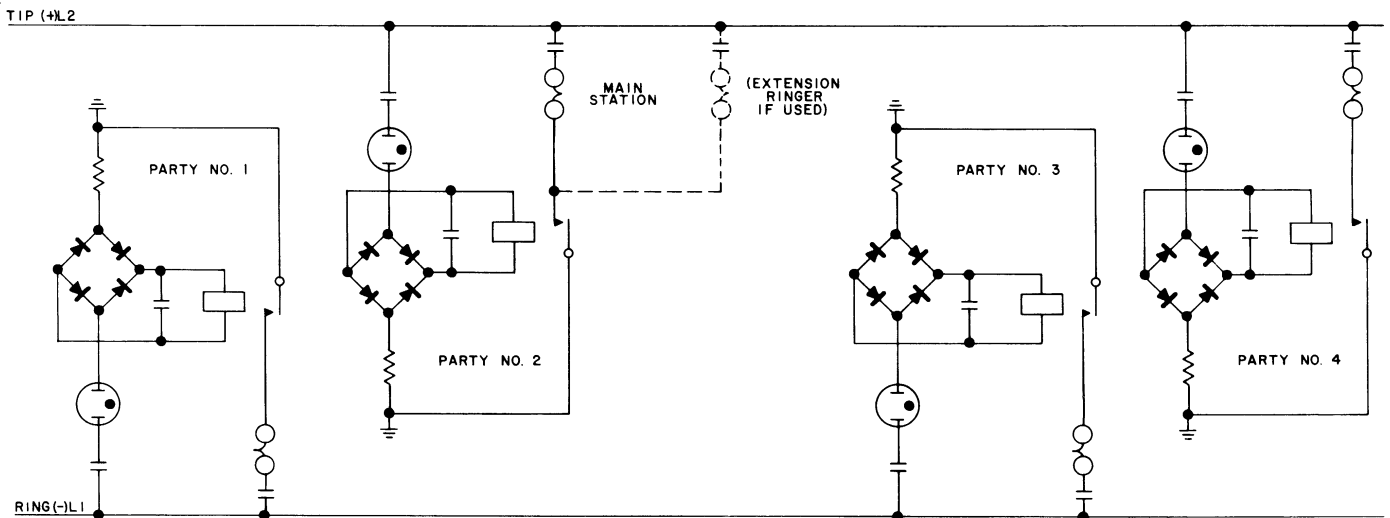 TIP (+)L2
MAIN
STATION
(EXTENSION
RINGER
IF USED)
PARTY NO. 1
PARTY NO. 3
PARTY NO. 2
PARTY NO. 4
RING(-)L1